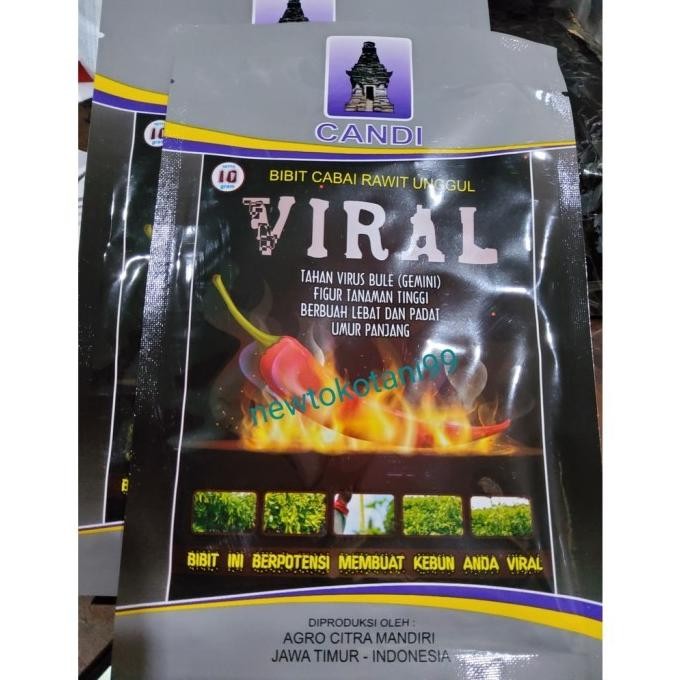 CANDI
10
gram
BIBIT CABAI RAWIT UNGGUL
VIRAL
TAHAN VIRUS BULE (GEMINI)
FIGUR TANAMAN TINGGI
BERBUAH LEBAT DAN PADAT
UMUR PANJANG
newtokotani99
BIBIT INI BERPOTENSI MEMBUAT KEBUN ANDA VIRAL
DIPRODUKSI OLEH :
AGRO CITRA MANDIRI
JAWA TIMUR - INDONESIA